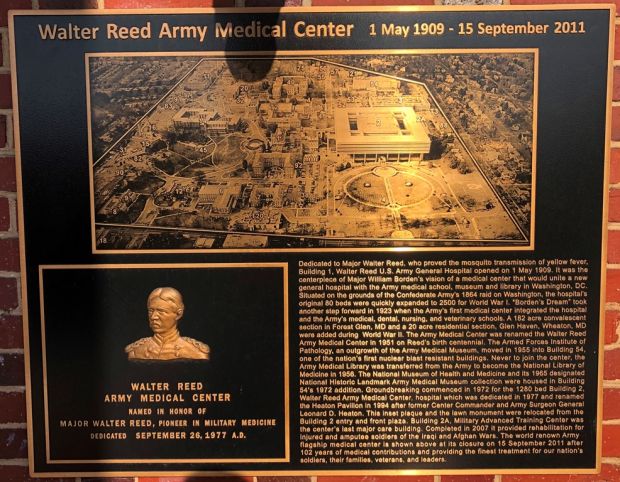 Walter Reed Army Medical Center 1 May 1909 - 15 September 2011
WALTER REED
ARMY MEDICAL CENTER
NAMED IN HONOR OF
MAJOR WALTER REED, PIONEER IN MILITARY MEDICINE
DEDICATED SEPTEMBER 26, 1977 A.D.
Dedicated to Major Walter Reed, who proved the mosquito transmission of yellow fever,
Building 1, Walter Reed U.S. Army General Hospital opened on 1 May 1909. It was the
centerpiece of Major William Borden's vision of a medical center that would unite a new
general hospital with the Army medical school, museum and library in Washington, DC.
Situated on the grounds of the Confederate Army's 1864 raid on Washington, the hospital's
original 80 beds were quickly expanded to 2500 for World War I. "Borden's Dream" took
another step forward in 1923 when the Army's first medical center integrated the hospital
and the Army's medical, dental, nursing, and veterinary schools. A 182 acre convalescent
section in Forest Glen, MD and a 20 acre residential section, Glen Haven, Wheaton, MD
were added during World War II. The Army Medical Center was renamed the Walter Reed
Army Medical Center in 1951 on Reed's birth centennial. The Armed Forces Institute of
Pathology, an outgrowth of the Army Medical Museum, moved in 1955 into Building 54,
one of the nation's first nuclear blast resistant buildings. Never to join the center, the
Army Medical Library was transferred from the Army to become the National Library of
Medicine in 1956. The National Museum of Health and Medicine and its 1965 designated
National Historic Landmark Army Medical Museum collection were housed in Building
54's 1972 addition. Groundbreaking commenced in 1972 for the 1280 bed Building 2,
Walter Reed Army Medical Center, hospital which was dedicated in 1977 and renamed
the Heaton Pavilion in 1994 after former Center Commander and Army Surgeon General
Leonard D. Heaton. This inset plaque and the lawn monument were relocated from the
Building 2 entry and front plaza. Building 2A, Military Advanced Training Center was
the center's last major care building. Completed in 2007 it provided rehabilitation for
injured and amputee soldiers of the Iraqi and Afghan Wars. The world renown Army
flagship medical center is shown above at its closure on 15 September 2011 after
102 years of medical contributions and providing the finest treatment for our nation's
soldiers, their families, veterans, and leaders.